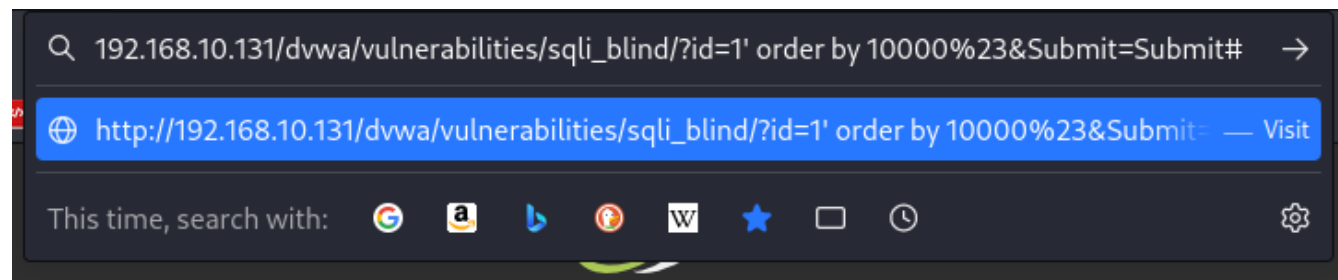 192.168.10.131/dvwa/vulnerabilities/sqli_blind/?id=1' order by 10000%23&Submit=Submit#
http://192.168.10.131/dvwa/vulnerabilities/sqli_blind/?id=1' order by 10000%23&Submit= — Visit
This time, search with: